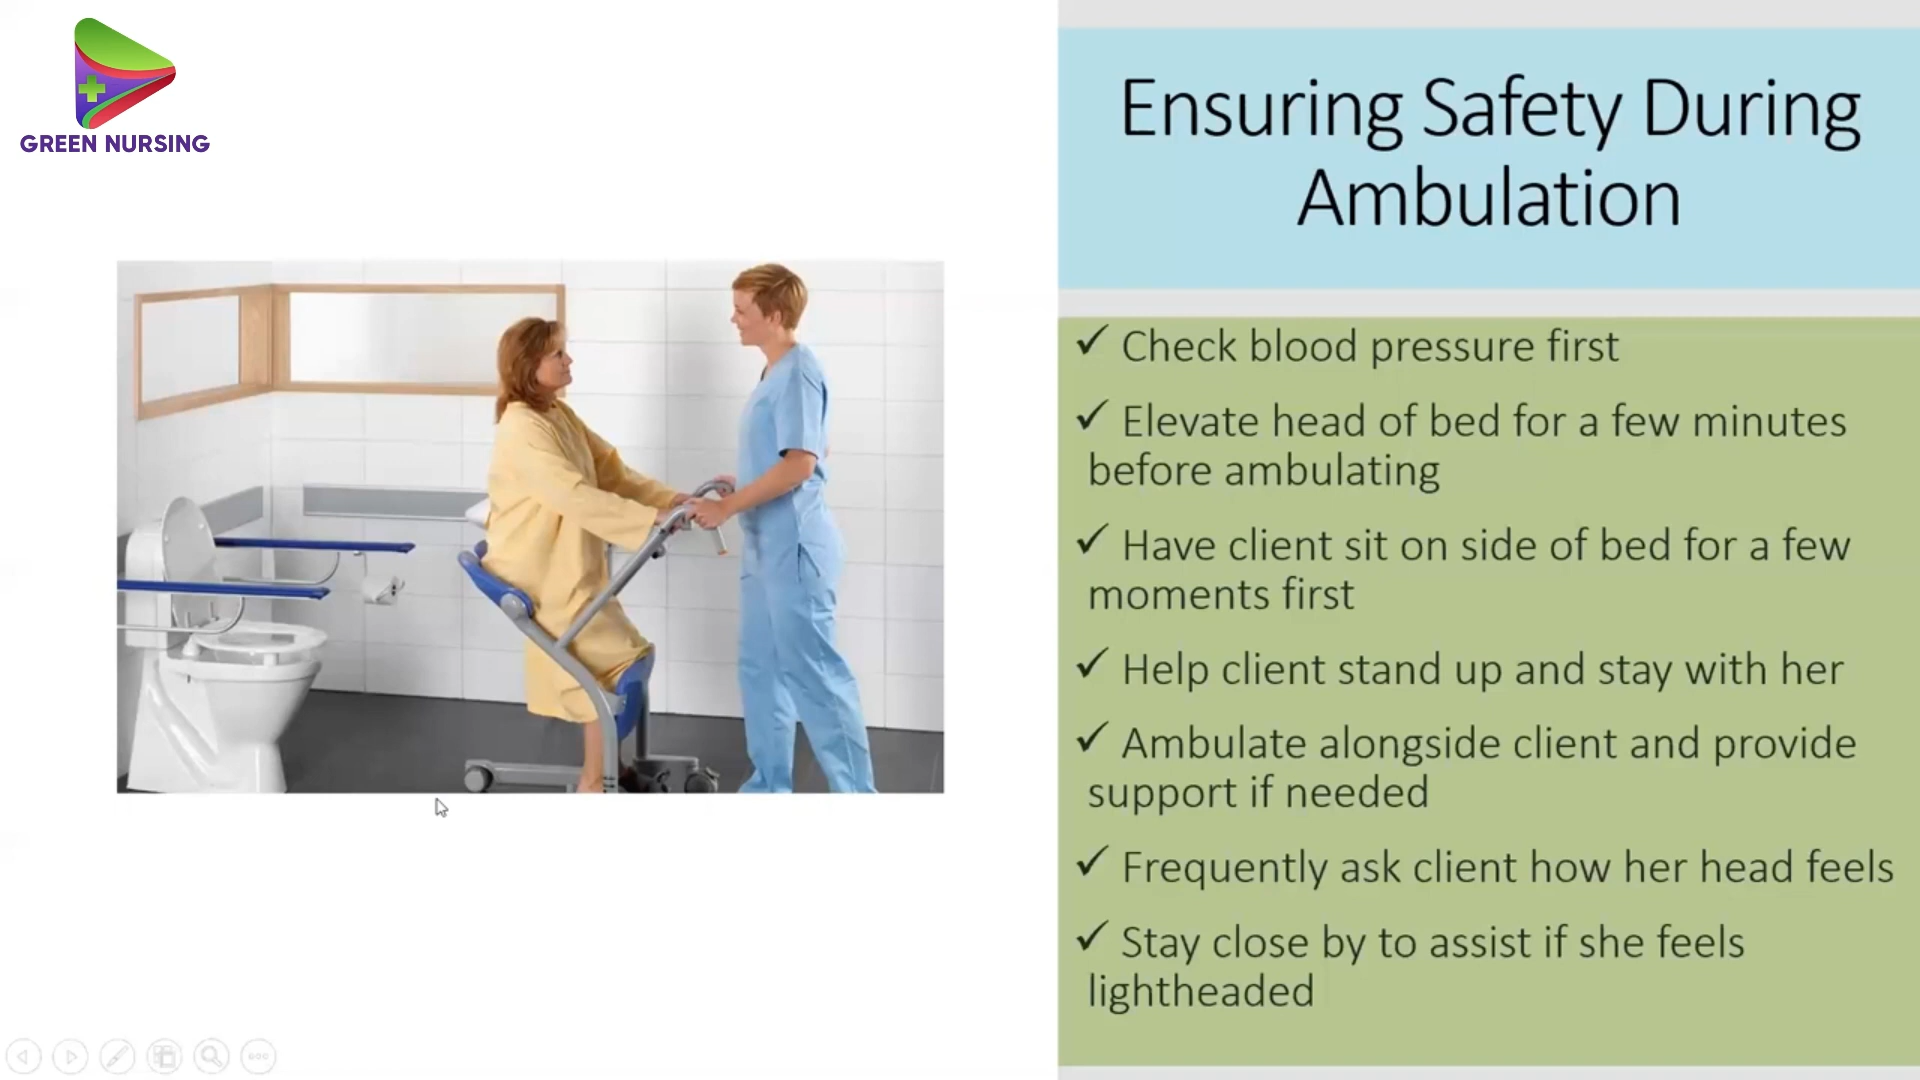 GREEN NURSING
Ensuring Safety During
Ambulation
✓ Check blood pressure first
✓ Elevate head of bed for a few minutes
before ambulating
✓ Have client sit on side of bed for a few
moments first
✓ Help client stand up and stay with her
✓ Ambulate alongside client and provide
support if needed
✓ Frequently ask client how her head feels
✓ Stay close by to assist if she feels
lightheaded